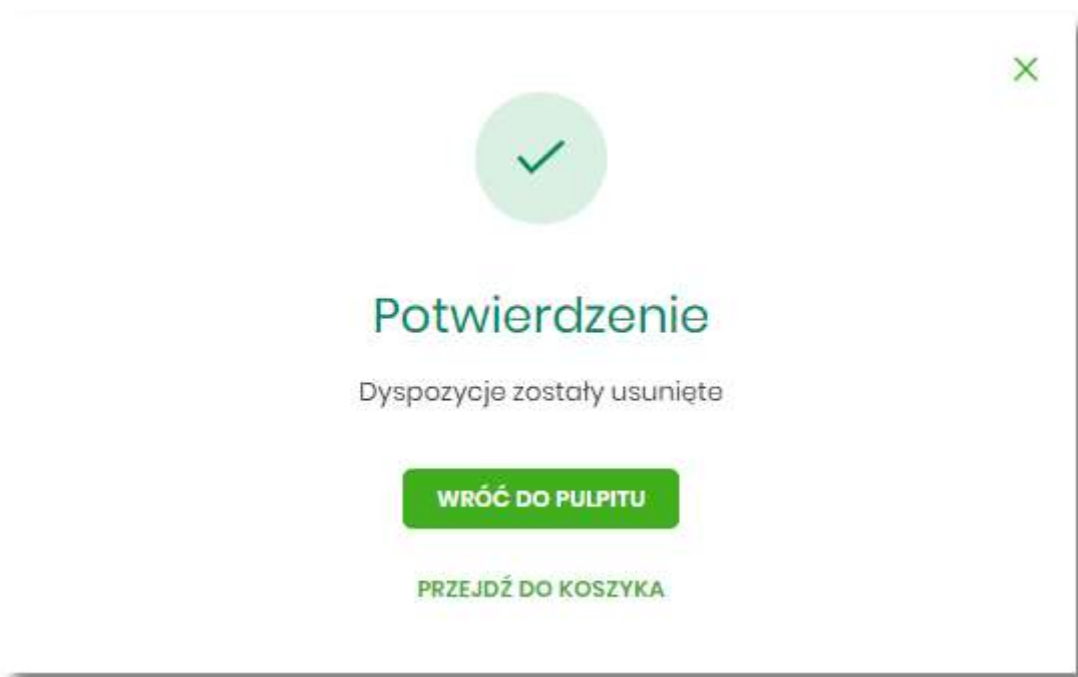 Potwierdzenie
Dyspozycje zostały usunięte
WRÓĆ DO PULPITU
PRZEJDŹ DO KOSZYKA